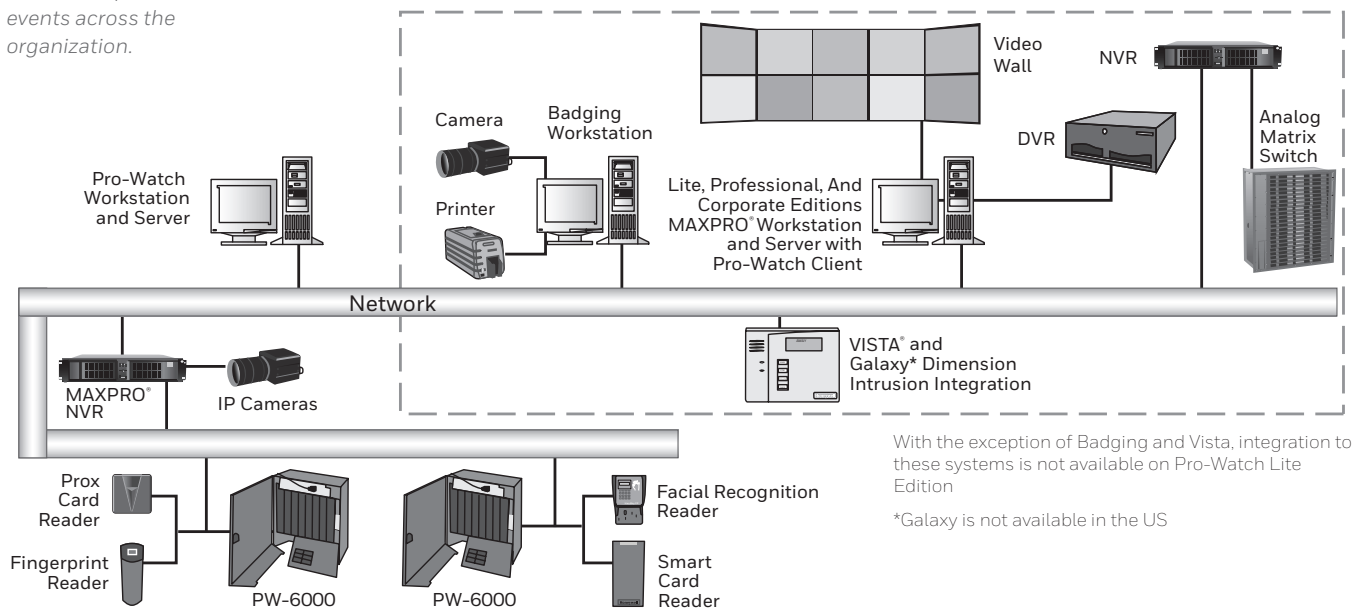 events across the
organization.
Video
Wall
NVR
Camera
Badging
Workstation
DVR
Analog
Matrix
Switch
Pro-Watch
Workstation
and Server
Printer
Lite, Professional, And
Corporate Editions
MAXPRO® Workstation
and Server with
Pro-Watch Client
Network
MAXPRO®
NVR
IP Cameras
VISTA® and
Galaxy* Dimension
Intrusion Integration
With the exception of Badging and Vista, integration to
these systems is not available on Pro-Watch Lite
Edition
*Galaxy is not available in the US
Prox
Card
Reader
Fingerprint
Reader
PW-6000
PW-6000
Facial Recognition
Reader
Smart
Card
Reader